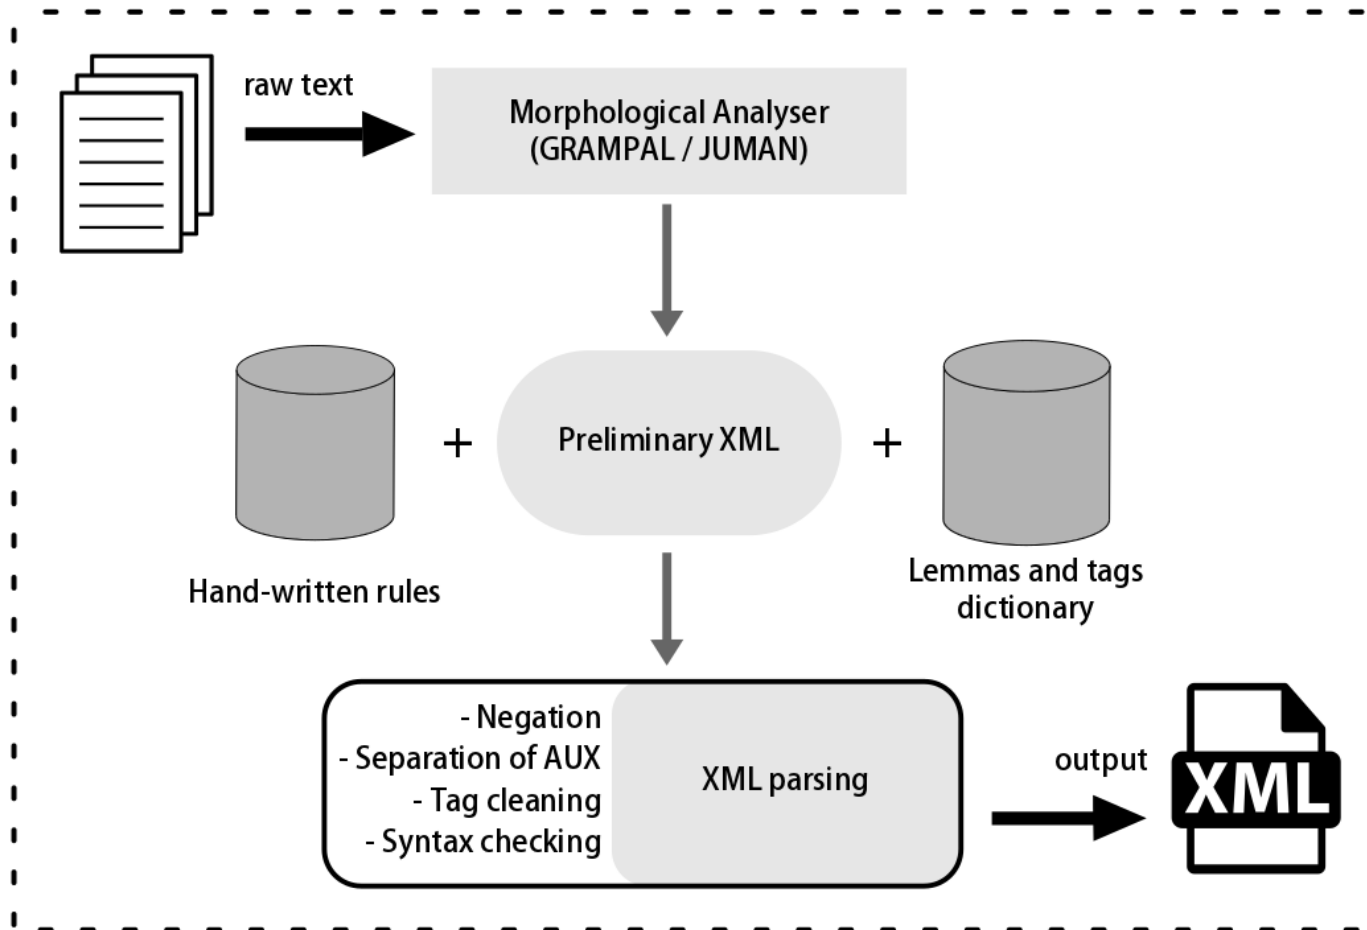 raw text
Morphological Analyser
(GRAMPAL / JUMAN)
+
Preliminary XML
+
Hand-written rules
Lemmas and tags
dictionary
- Negation
- Separation of AUX
- Tag cleaning
- Syntax checking
XML parsing
output
XML